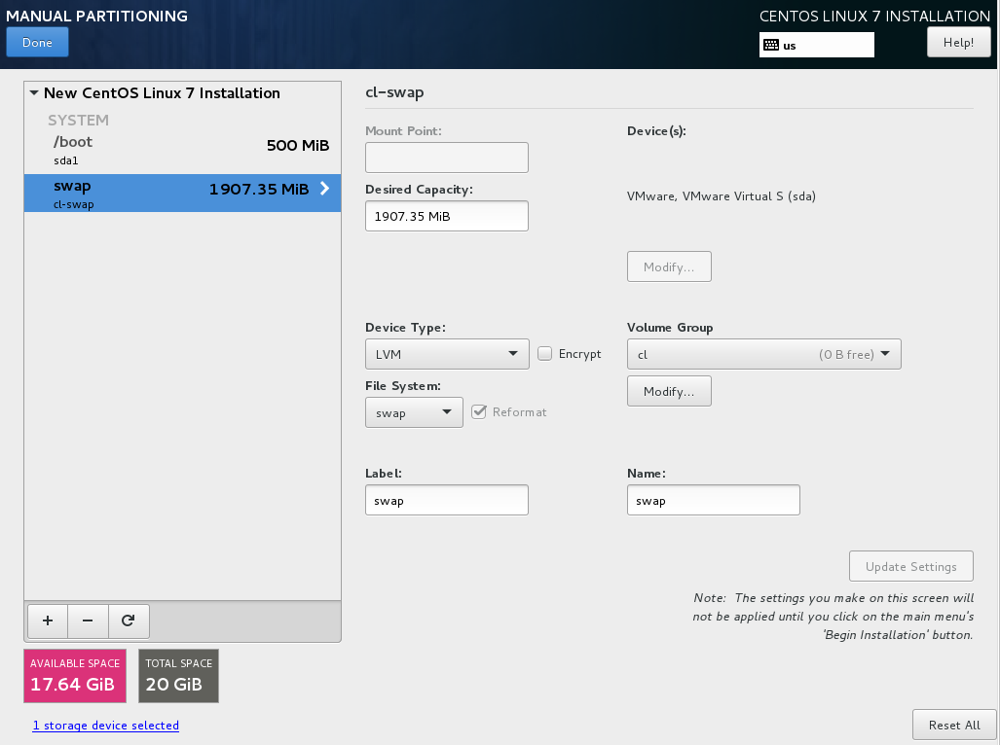 MANUAL PARTITIONING
CENTOS LINUX 7 INSTALLATION
Done
us
Help!
New CentOS Linux 7 Installation
SYSTEM
/boot
500 MiB
sda1
swap
1907.35 MiB
cl-swap
+ −
AVAILABLE SPACE
17.64 GiB
TOTAL SPACE
20 GiB
1 storage device selected
cl-swap
Mount Point:
Device(s):
Desired Capacity:
1907.35 MiB
VMware, VMware Virtual S (sda)
Modify...
Device Type:
LVM
Encrypt
Volume Group
cl (0 B free)
Modify...
File System:
swap
Reformat
Label:
swap
Name:
swap
Update Settings
Note: The settings you make on this screen will
not be applied until you click on the main menu's
'Begin Installation' button.
Reset All